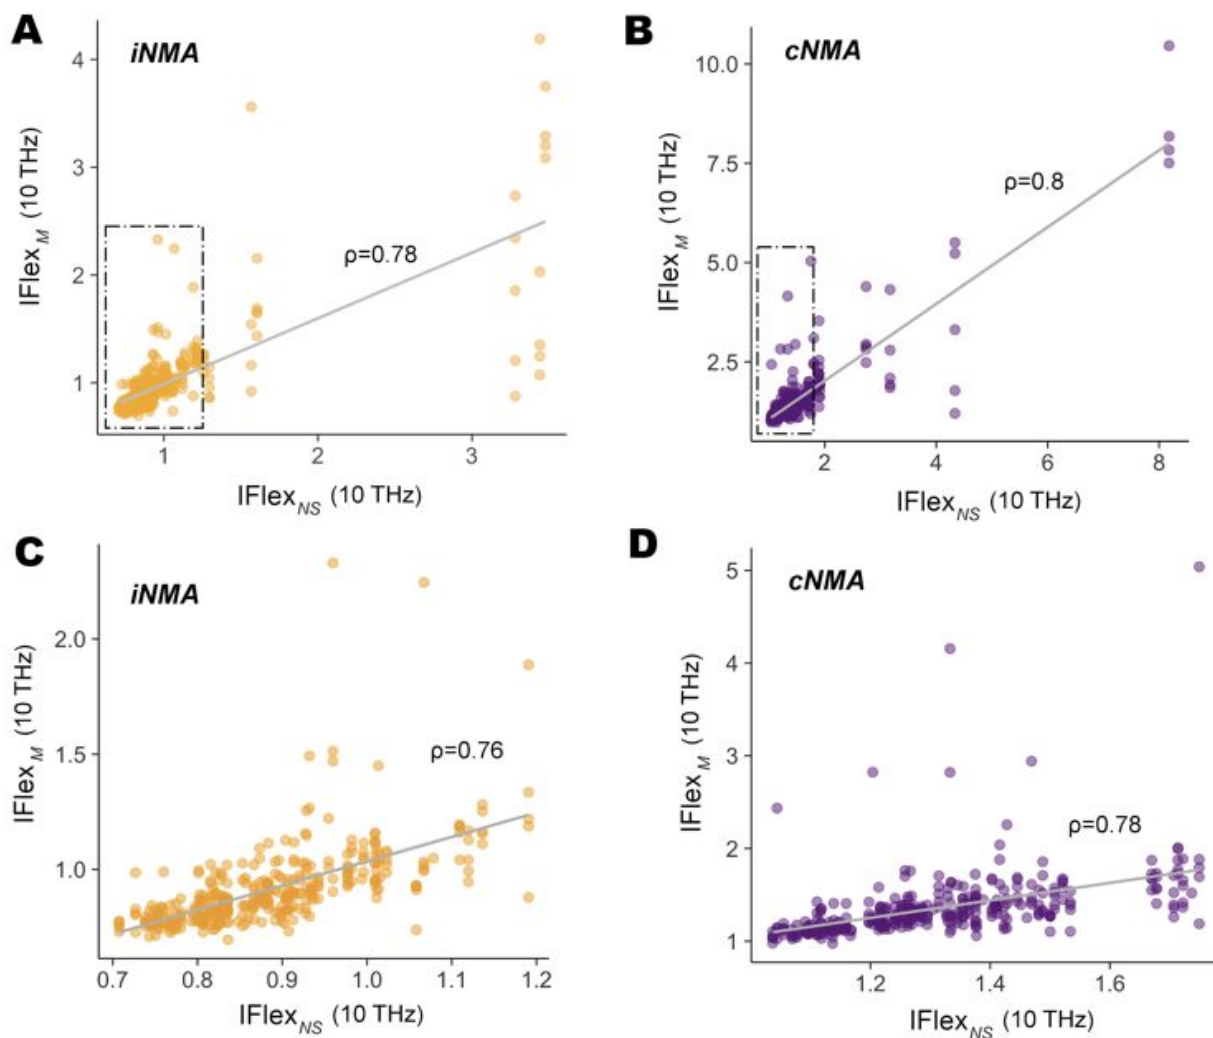 A
iNMA
4
3
2
1
ρ=0.78
1 2 3
IFlex_M (10 THz)
IFlex_NS (10 THz)
B
cNMA
10.0
7.5
5.0
2.5
ρ=0.8
2 4 6 8
IFlex_M (10 THz)
IFlex_NS (10 THz)
C
iNMA
2.0
1.5
1.0
ρ=0.76
0.7 0.8 0.9 1.0 1.1 1.2
IFlex_M (10 THz)
IFlex_NS (10 THz)
D
cNMA
5
4
3
2
1
ρ=0.78
1.2 1.4 1.6
IFlex_M (10 THz)
IFlex_NS (10 THz)